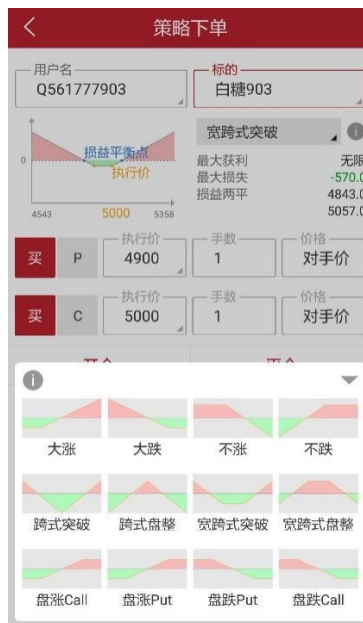 策略下单
用户名
Q561777903
标的
白糖903
宽跨式突破
损益平衡点
执行价
0
4543
5000
5358
最大获利
无限
最大损失
-570.0
损益两平
4843.0
5057.0
买
P
执行价
4900
手数
1
价格
对手价
买
C
执行价
5000
手数
1
价格
对手价
大涨
大跌
不涨
不跌
跨式突破
跨式盘整
宽跨式突破
宽跨式盘整
盘涨Call
盘涨Put
盘跌Put
盘跌Call